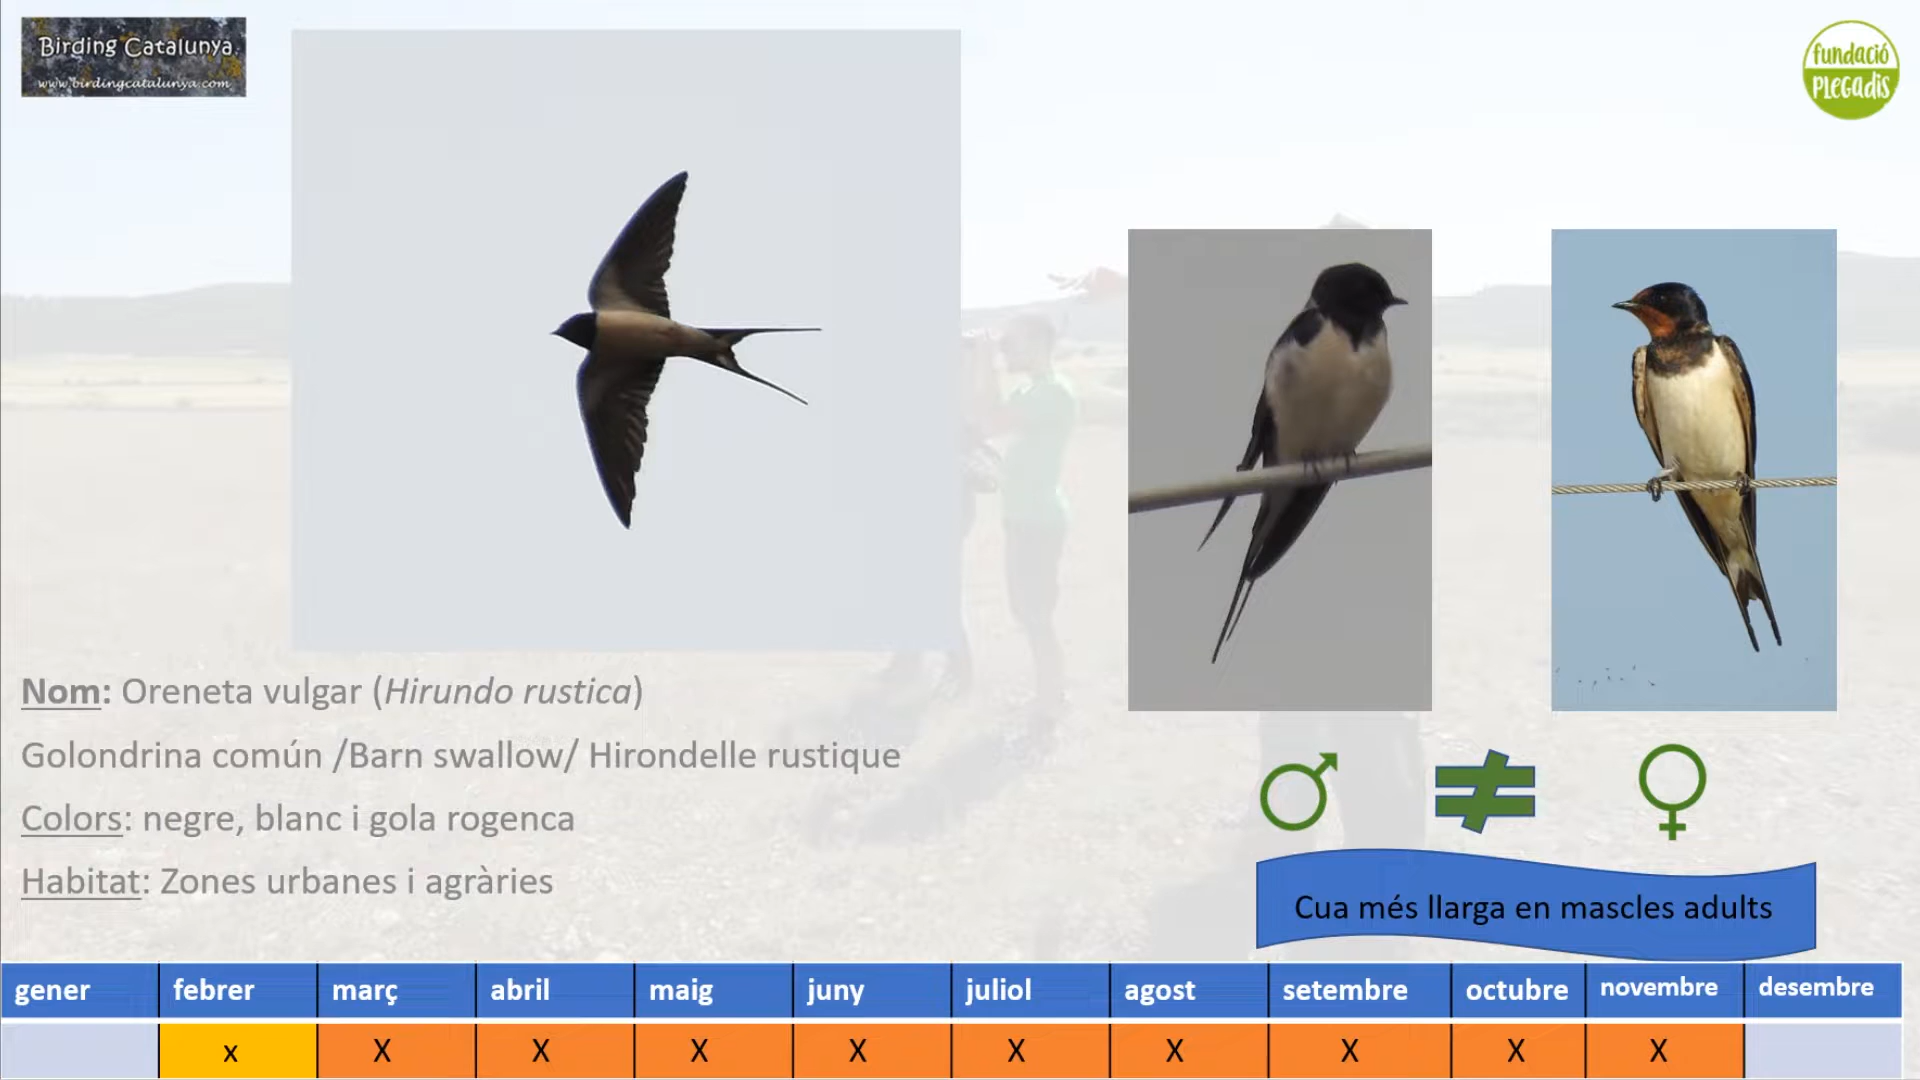 Birding Catalunya
www.birdingcatalunya.com
fundació
PLEGADIS
Nom: Oreneta vulgar (Hirundo rustica)
Golondrina común /Barn swallow/ Hirondelle rustique
Colors: negre, blanc i gola rogenca
Habitat: Zones urbanes i agràries
Cua més llarga en mascles adults
gener febrer març abril maig juny juliol agost setembre octubre novembre desembre
x X X X X X X X X X